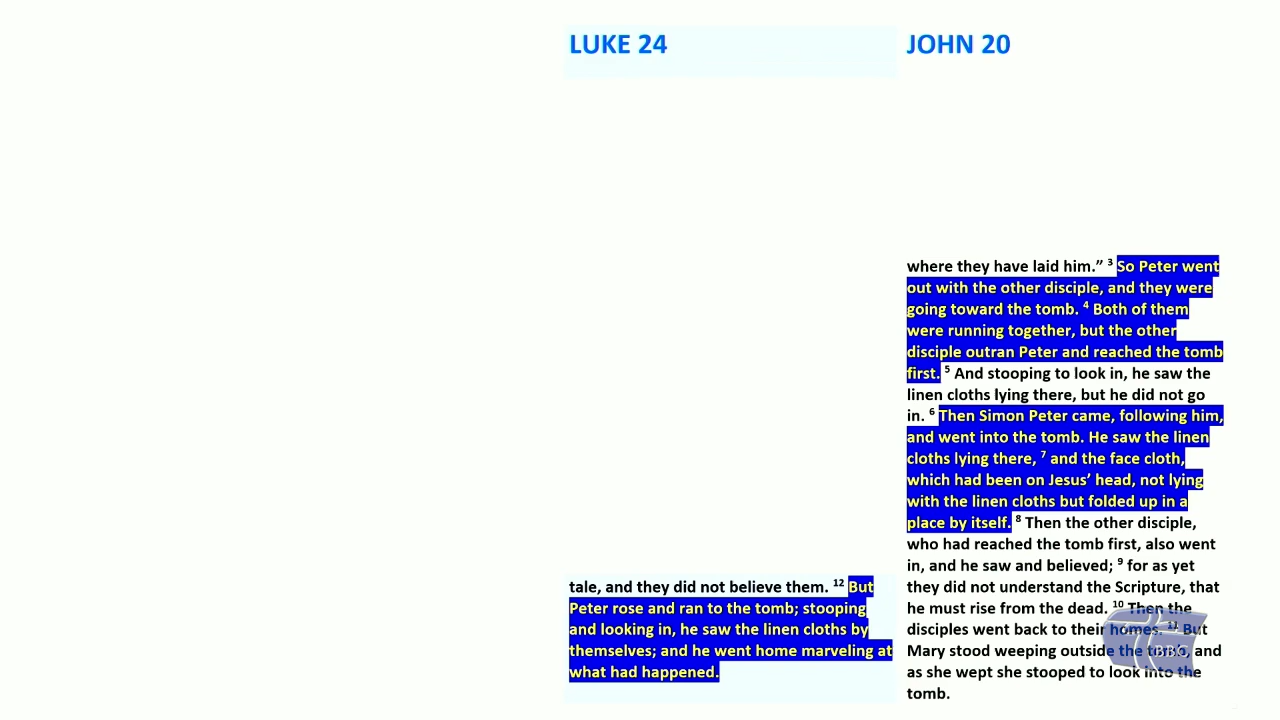 LUKE 24
tale, and they did not believe them. 12 But
Peter rose and ran to the tomb; stooping
and looking in, he saw the linen cloths by
themselves; and he went home marveling at
what had happened.
JOHN 20
where they have laid him.” 3 So Peter went
out with the other disciple, and they were
going toward the tomb. 4 Both of them
were running together, but the other
disciple outran Peter and reached the tomb
first. 5 And stooping to look in, he saw the
linen cloths lying there, but he did not go
in. 6 Then Simon Peter came, following him,
and went into the tomb. He saw the linen
cloths lying there, 7 and the face cloth,
which had been on Jesus’ head, not lying
with the linen cloths but folded up in a
place by itself. 8 Then the other disciple,
who had reached the tomb first, also went
in, and he saw and believed; 9 for as yet
they did not understand the Scripture, that
he must rise from the dead. 10 Then the
disciples went back to their homes. 11 But
Mary stood weeping outside the tomb, and
as she wept she stooped to look into the
tomb.
BBC